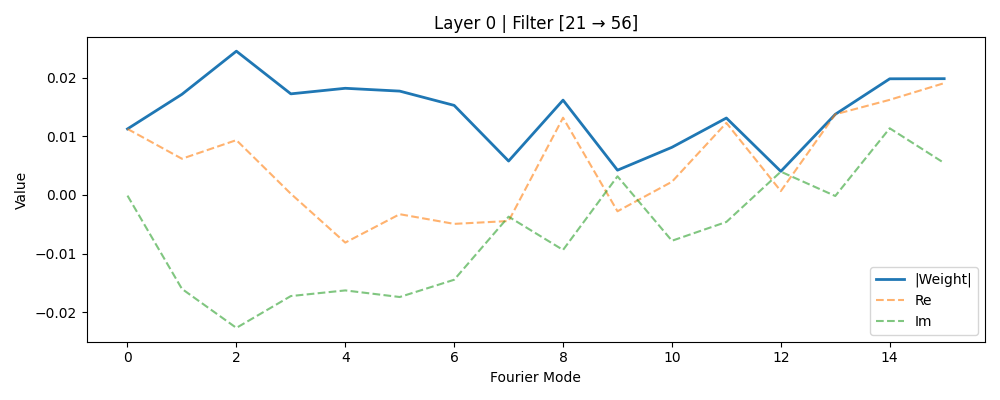 Layer 0 | Filter [21 → 56]
Value
0.02
0.01
0.00
−0.01
−0.02
0 2 4 6 8 10 12 14
Fourier Mode
|Weight|
Re
Im